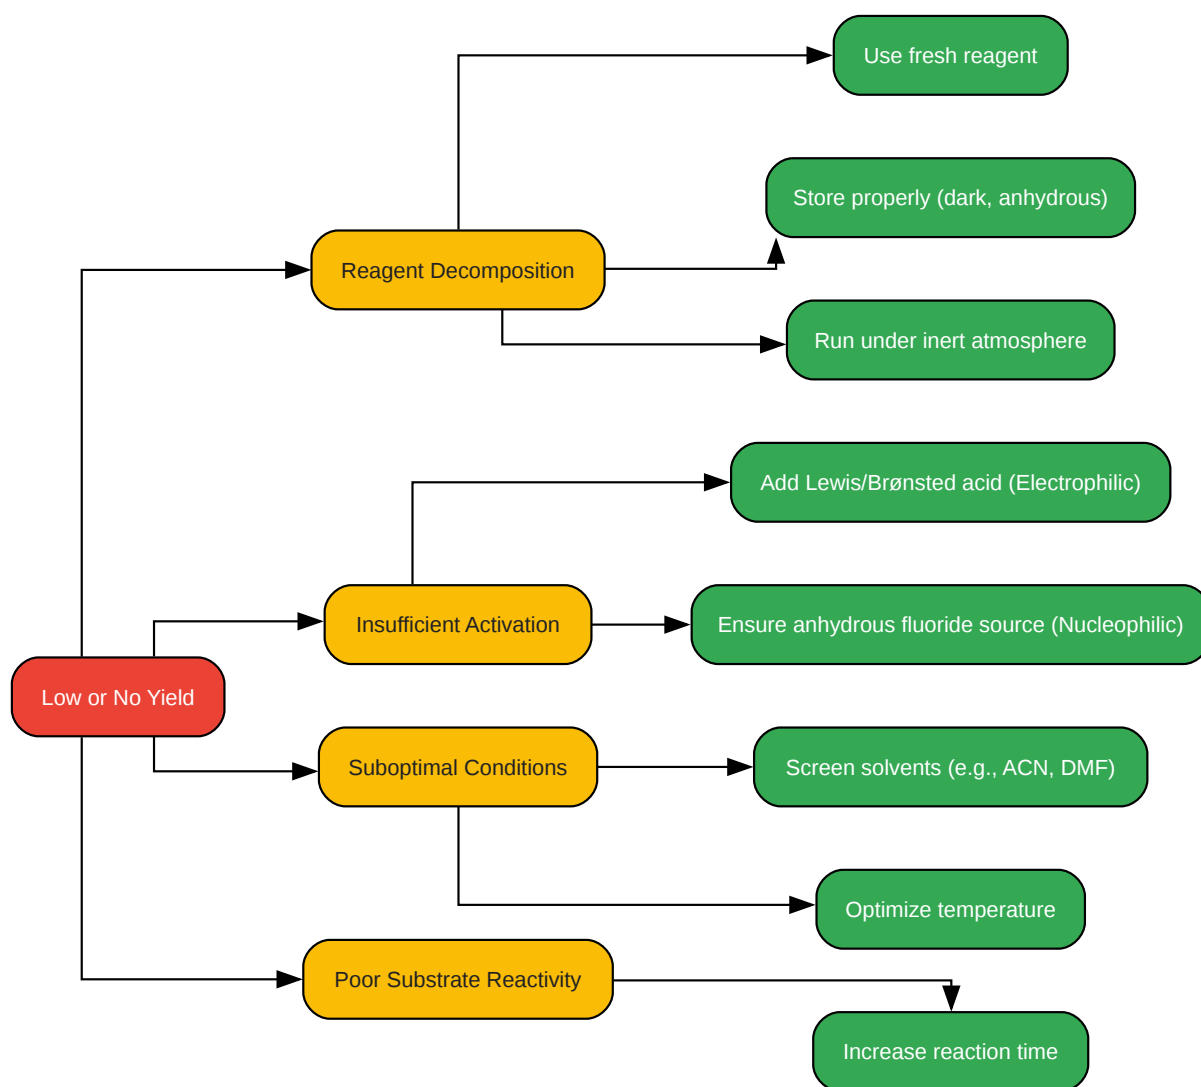 Low or No Yield
Reagent Decomposition
Use fresh reagent
Store properly (dark, anhydrous)
Run under inert atmosphere
Insufficient Activation
Add Lewis/Brønsted acid (Electrophilic)
Ensure anhydrous fluoride source (Nucleophilic)
Suboptimal Conditions
Screen solvents (e.g., ACN, DMF)
Optimize temperature
Poor Substrate Reactivity
Increase reaction time